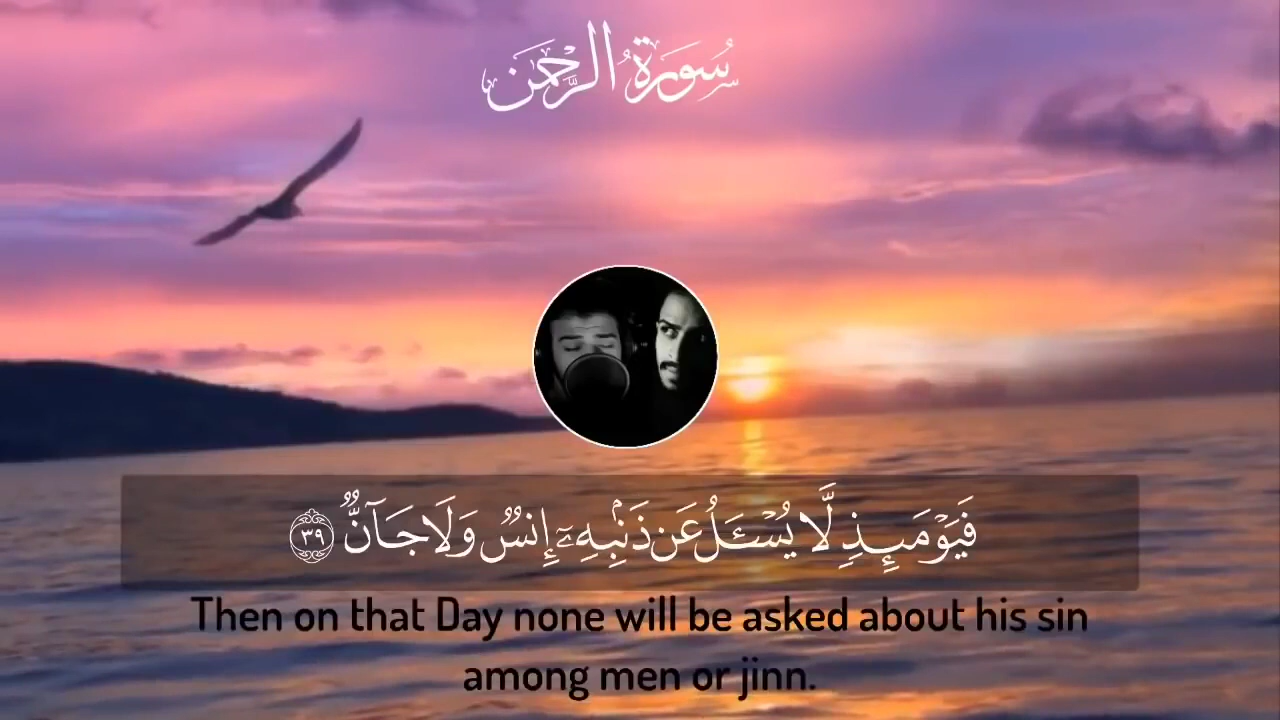 سُورَةُ الرَّحْمَٰن
فَيَوْمَئِذٍ لَّا يُسْـَٔلُ عَن ذَنۢبِهِۦٓ إِنسٌ وَلَا جَآنٌّ ٣٩
Then on that Day none will be asked about his sin
among men or jinn.